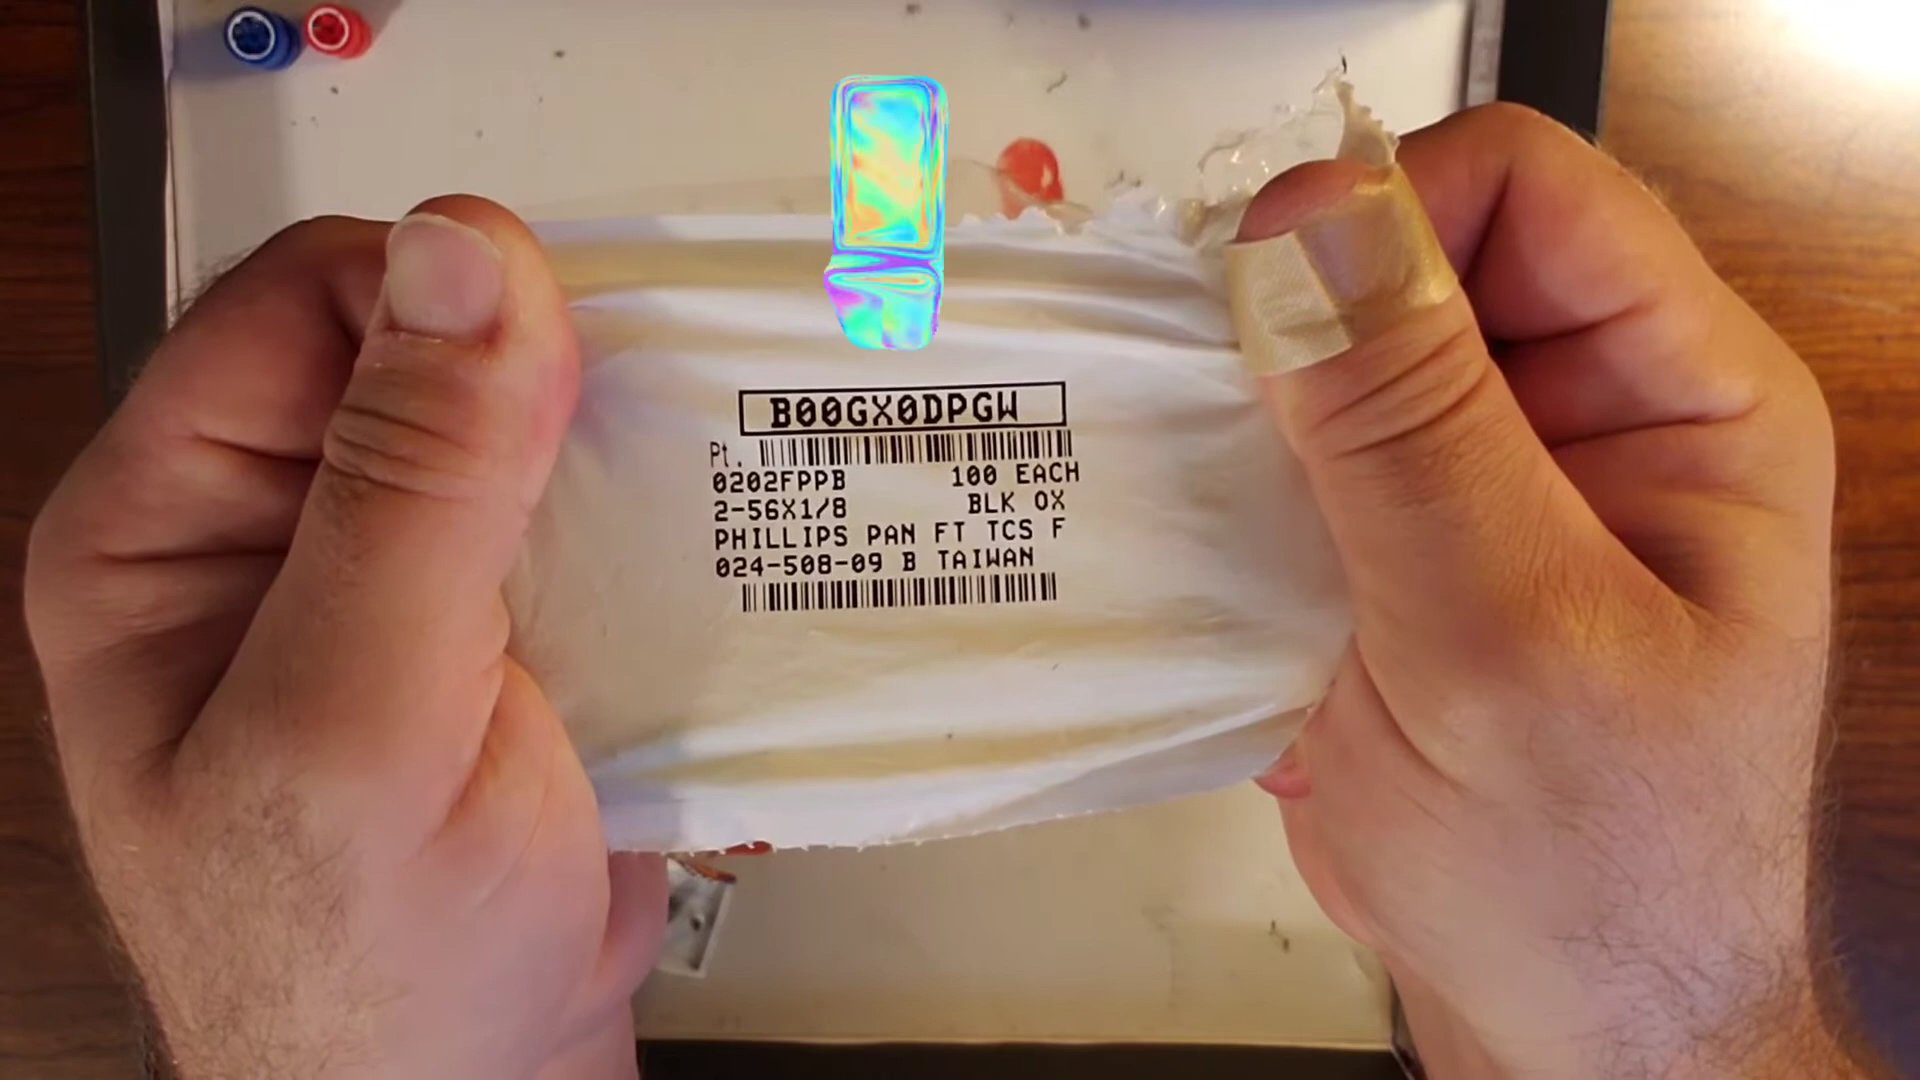 B00GX0DPGW
Pt.
0202FPPB 100 EACH
2-56X1/8 BLK OX
PHILLIPS PAN FT TCS F
024-508-09 B TAIWAN